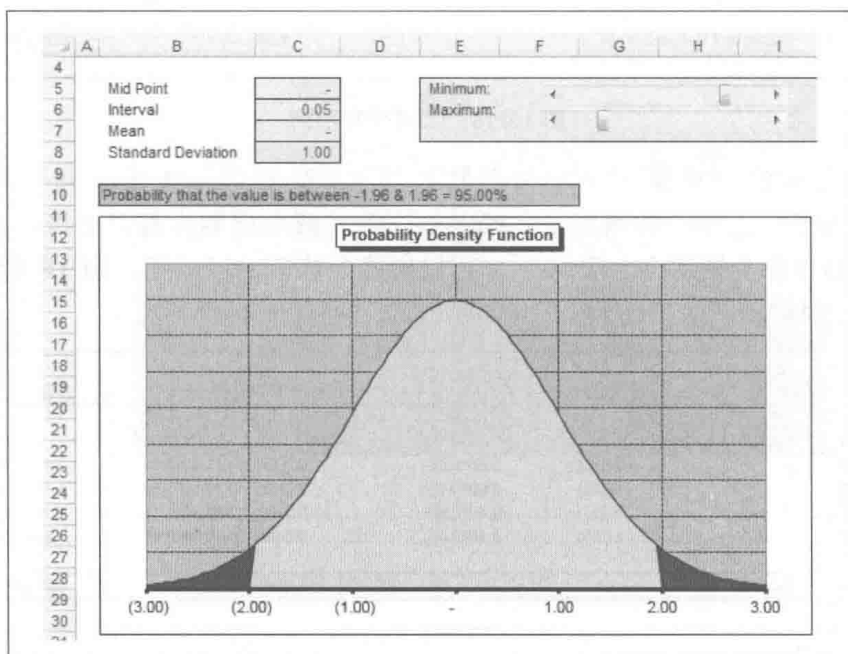 A B C D E F G H I
4
5 Mid Point - Minimum:
6 Interval 0.05 Maximum:
7 Mean -
8 Standard Deviation 1.00
9
10 Probability that the value is between -1.96 & 1.96 = 95.00%
11
12 Probability Density Function
13
14
15
16
17
18
19
20
21
22
23
24
25
26
27
28
29 (3.00) (2.00) (1.00) - 1.00 2.00 3.00
30